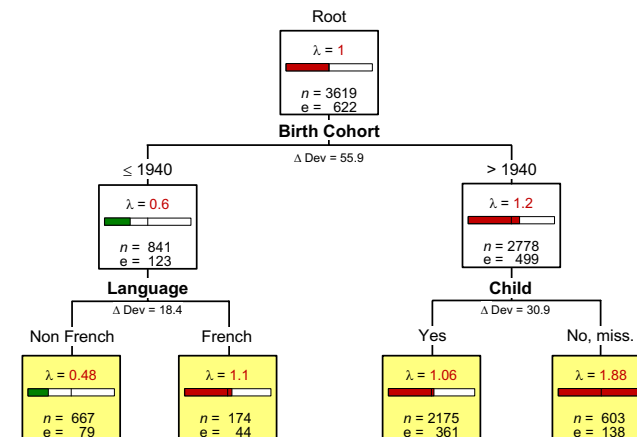 Root
λ = 1
n = 3619
e = 622
Birth Cohort
Δ Dev = 55.9
≤ 1940
> 1940
λ = 0.6
λ = 1.2
n = 841
e = 123
n = 2778
e = 499
Language
Child
Δ Dev = 18.4
Δ Dev = 30.9
Non French
French
Yes
No, miss.
λ = 0.48
λ = 1.1
λ = 1.06
λ = 1.88
n = 667
e = 79
n = 174
e = 44
n = 2175
e = 361
n = 603
e = 138